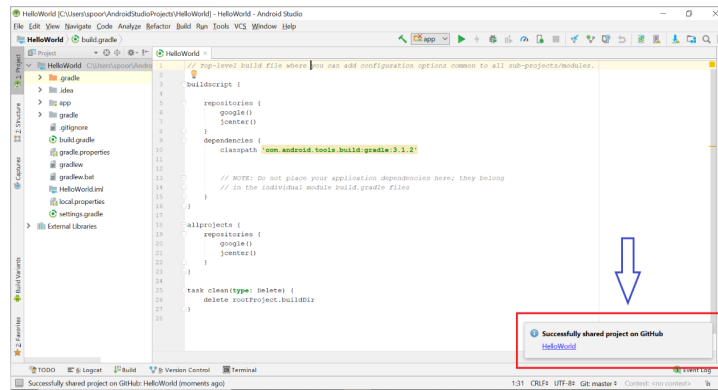 HelloWorld [C:\Users\spoor\AndroidStudioProjects\HelloWorld] - HelloWorld - Android Studio
File Edit View Navigate Code Analyze Refactor Build Run Tools VCS Window Help
HelloWorld build.gradle
app
1: Project
Project
HelloWorld
HelloWorld C:\Users\spoor\Andro
.gradle
.idea
app
gradle
.gitignore
build.gradle
gradle.properties
gradlew
gradlew.bat
HelloWorld.iml
local.properties
settings.gradle
External Libraries
2: Structure
Captures
Build Variants
2: Favorites
1 // Top-level build file where you can add configuration options common to all sub-projects/modules.
2
3 buildscript {
4
5 repositories {
6 google()
7 jcenter()
8 }
9 dependencies {
10 classpath 'com.android.tools.build:gradle:3.1.2'
11
12
13 // NOTE: Do not place your application dependencies here; they belong
14 // in the individual module build.gradle files
15 }
16 }
17
18 allprojects {
19 repositories {
20 google()
21 jcenter()
22 }
23 }
24
25 task clean(type: Delete) {
26 delete rootProject.buildDir
27 }
28
Successfully shared project on GitHub
HelloWorld
TODO 6: Logcat Build 9: Version Control Terminal Event Log
Successfully shared project on GitHub: HelloWorld (moments ago) 1:31 CRLF÷ UTF-8÷ Git: master÷ Context: <no context>